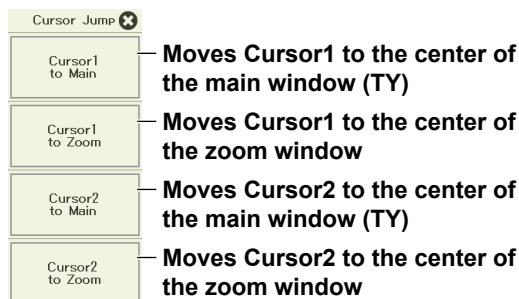 Cursor Jump
Cursor1
to Main
Moves Cursor1 to the center of
the main window (TY)
Cursor1
to Zoom
Moves Cursor1 to the center of
the zoom window
Cursor2
to Main
Moves Cursor2 to the center of
the main window (TY)
Cursor2
to Zoom
Moves Cursor2 to the center of
the zoom window